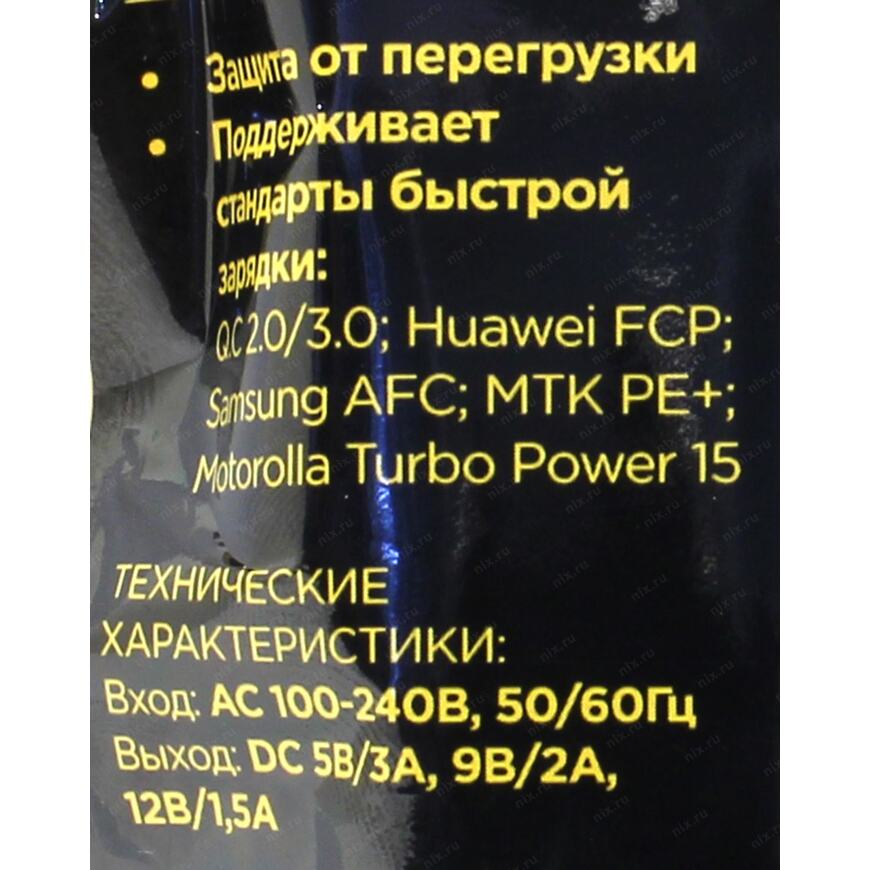 • Защита от перегрузки
• Поддерживает
стандарты быстрой
зарядки:
QC 2.0/3.0; Huawei FCP;
Samsung AFC; MTK PE+;
Motorolla Turbo Power 15
ТЕХНИЧЕСКИЕ
ХАРАКТЕРИСТИКИ:
Вход: AC 100-240В, 50/60Гц
Выход: DC 5В/3А, 9В/2А,
12В/1,5А